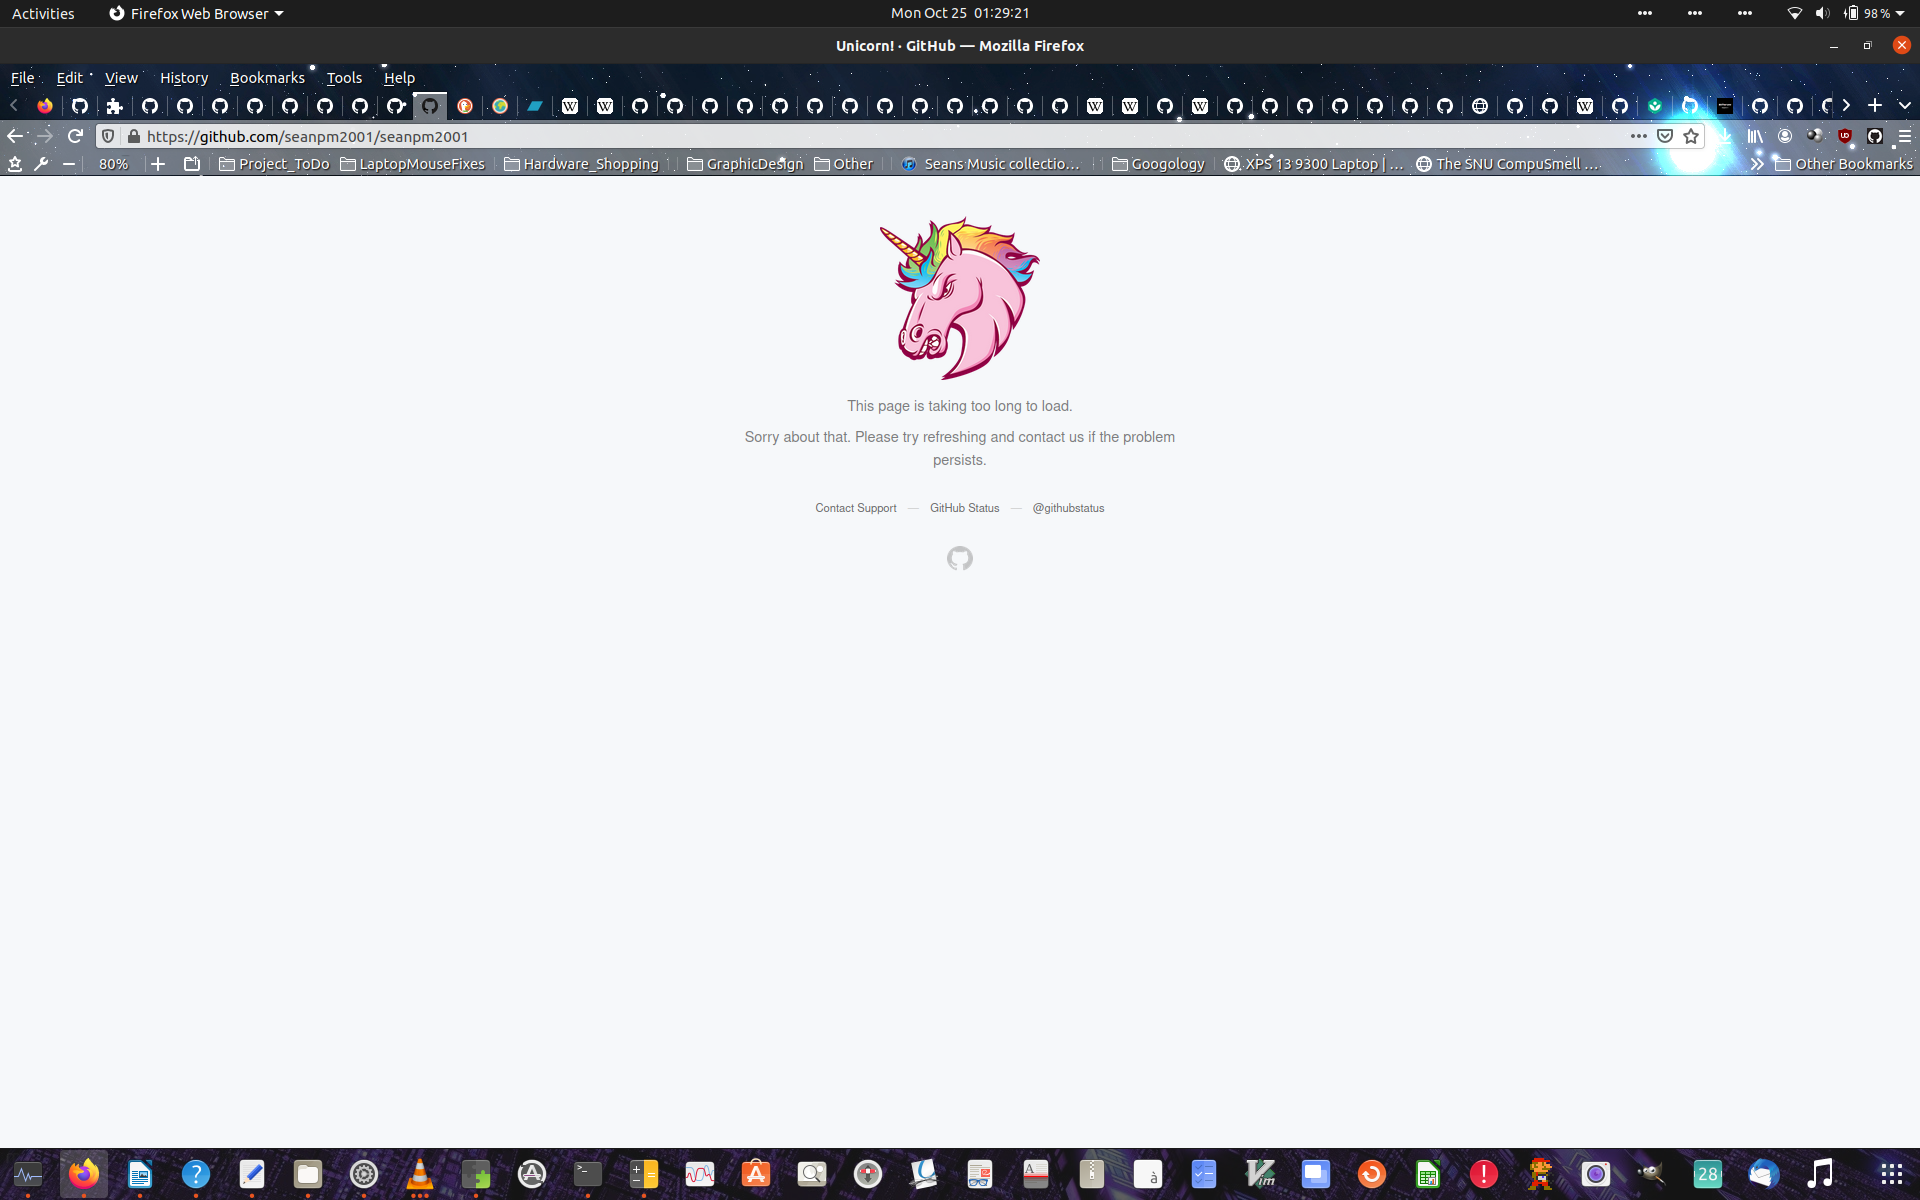 Activities
Firefox Web Browser
Mon Oct 25 01:29:21
98 %
Unicorn! · GitHub — Mozilla Firefox
File Edit View History Bookmarks Tools Help
https://github.com/seanpm2001/seanpm2001
80%
Project_ToDo
LaptopMouseFixes
Hardware_Shopping
GraphicDesign
Other
Seans Music collectio…
Googology
XPS 13 9300 Laptop | …
The SNU CompuSmell …
Other Bookmarks
This page is taking too long to load.
Sorry about that. Please try refreshing and contact us if the problem
persists.
Contact Support — GitHub Status — @githubstatus
28